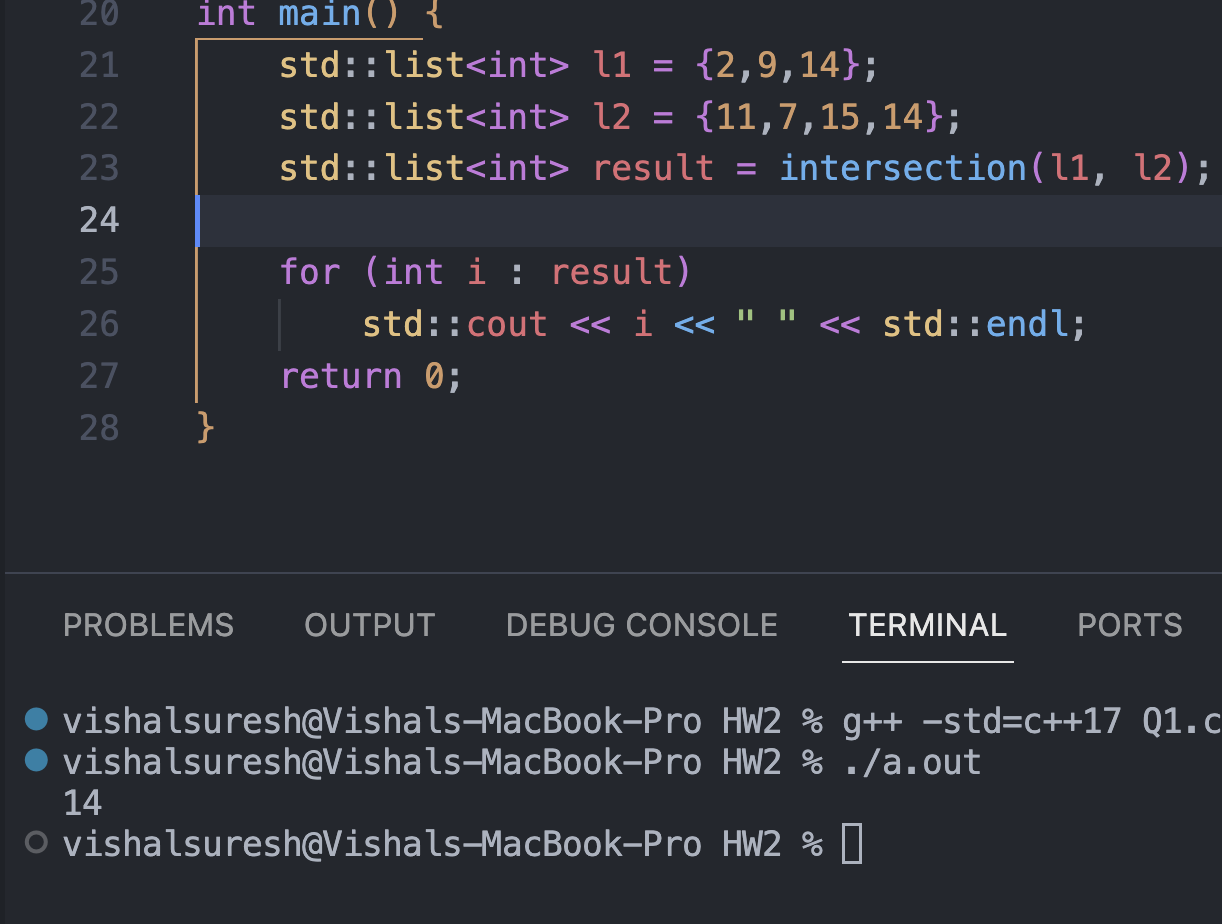 20 int main() {
21 std::list<int> l1 = {2,9,14};
22 std::list<int> l2 = {11,7,15,14};
23 std::list<int> result = intersection(l1, l2);
24
25 for (int i : result)
26 std::cout << i << " " << std::endl;
27 return 0;
28 }
PROBLEMS OUTPUT DEBUG CONSOLE TERMINAL PORTS
vishalsuresh@Vishals-MacBook-Pro HW2 % g++ -std=c++17 Q1.c
vishalsuresh@Vishals-MacBook-Pro HW2 % ./a.out
14
vishalsuresh@Vishals-MacBook-Pro HW2 %